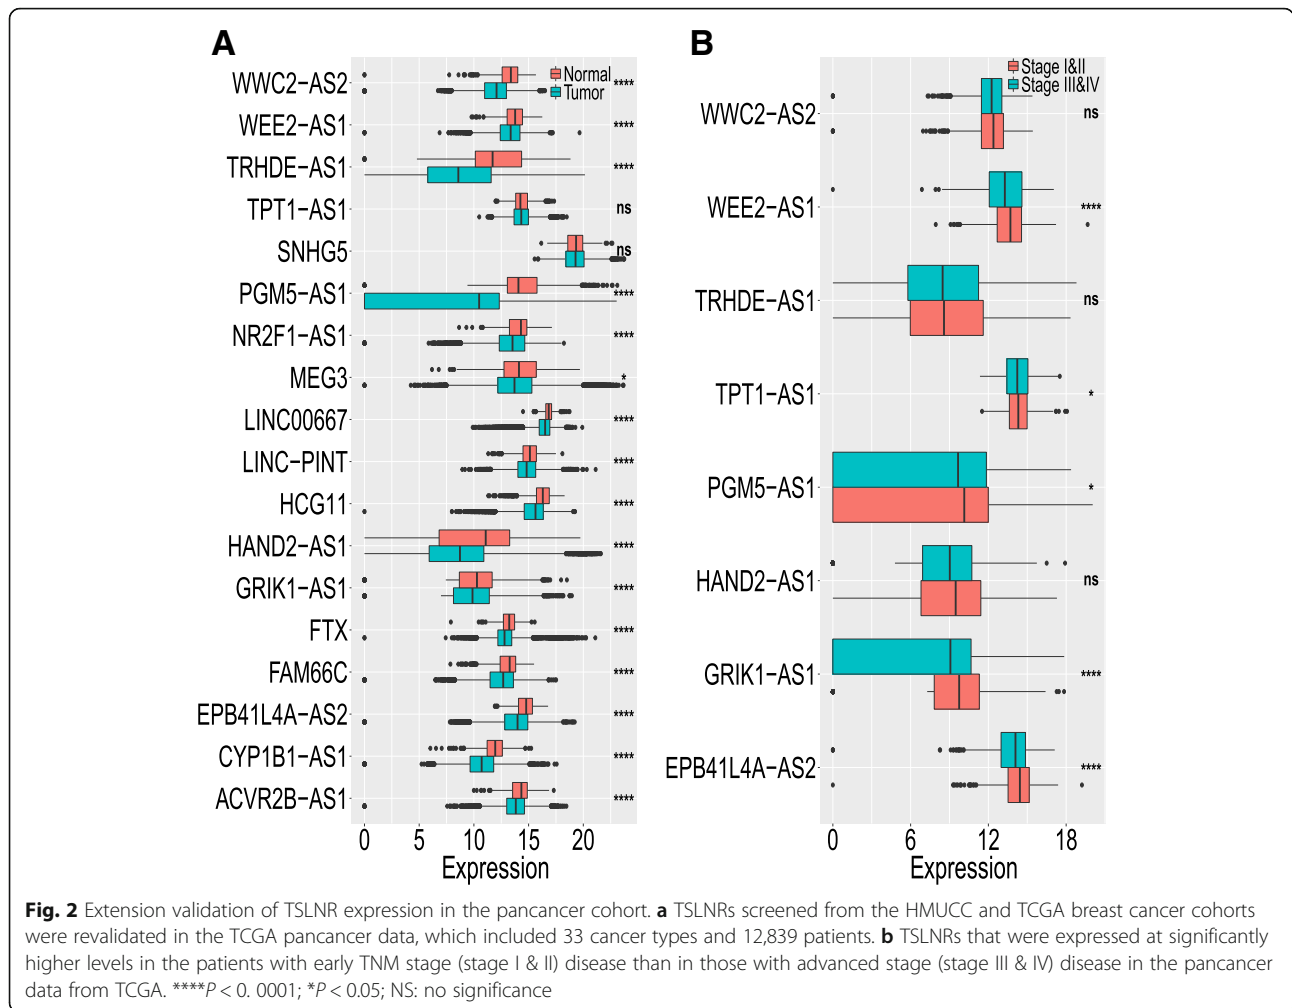 A
B
Normal
Tumor
Stage I&II
Stage III&IV
WWC2−AS2 ****
WEE2−AS1 ****
TRHDE−AS1 ****
TPT1−AS1 ns
SNHG5 ns
PGM5−AS1 ****
NR2F1−AS1 ****
MEG3 *
LINC00667 ****
LINC−PINT ****
HCG11 ****
HAND2−AS1 ****
GRIK1−AS1 ****
FTX ****
FAM66C ****
EPB41L4A−AS2 ****
CYP1B1−AS1 ****
ACVR2B−AS1 ****
0 5 10 15 20
Expression
WWC2−AS2 ns
WEE2−AS1 ****
TRHDE−AS1 ns
TPT1−AS1 *
PGM5−AS1 *
HAND2−AS1 ns
GRIK1−AS1 ****
EPB41L4A−AS2 ****
0 6 12 18
Expression
Fig. 2 Extension validation of TSLNR expression in the pancancer cohort. a TSLNRs screened from the HMUCC and TCGA breast cancer cohorts
were revalidated in the TCGA pancancer data, which included 33 cancer types and 12,839 patients. b TSLNRs that were expressed at significantly
higher levels in the patients with early TNM stage (stage I & II) disease than in those with advanced stage (stage III & IV) disease in the pancancer
data from TCGA. ****P < 0. 0001; *P < 0.05; NS: no significance